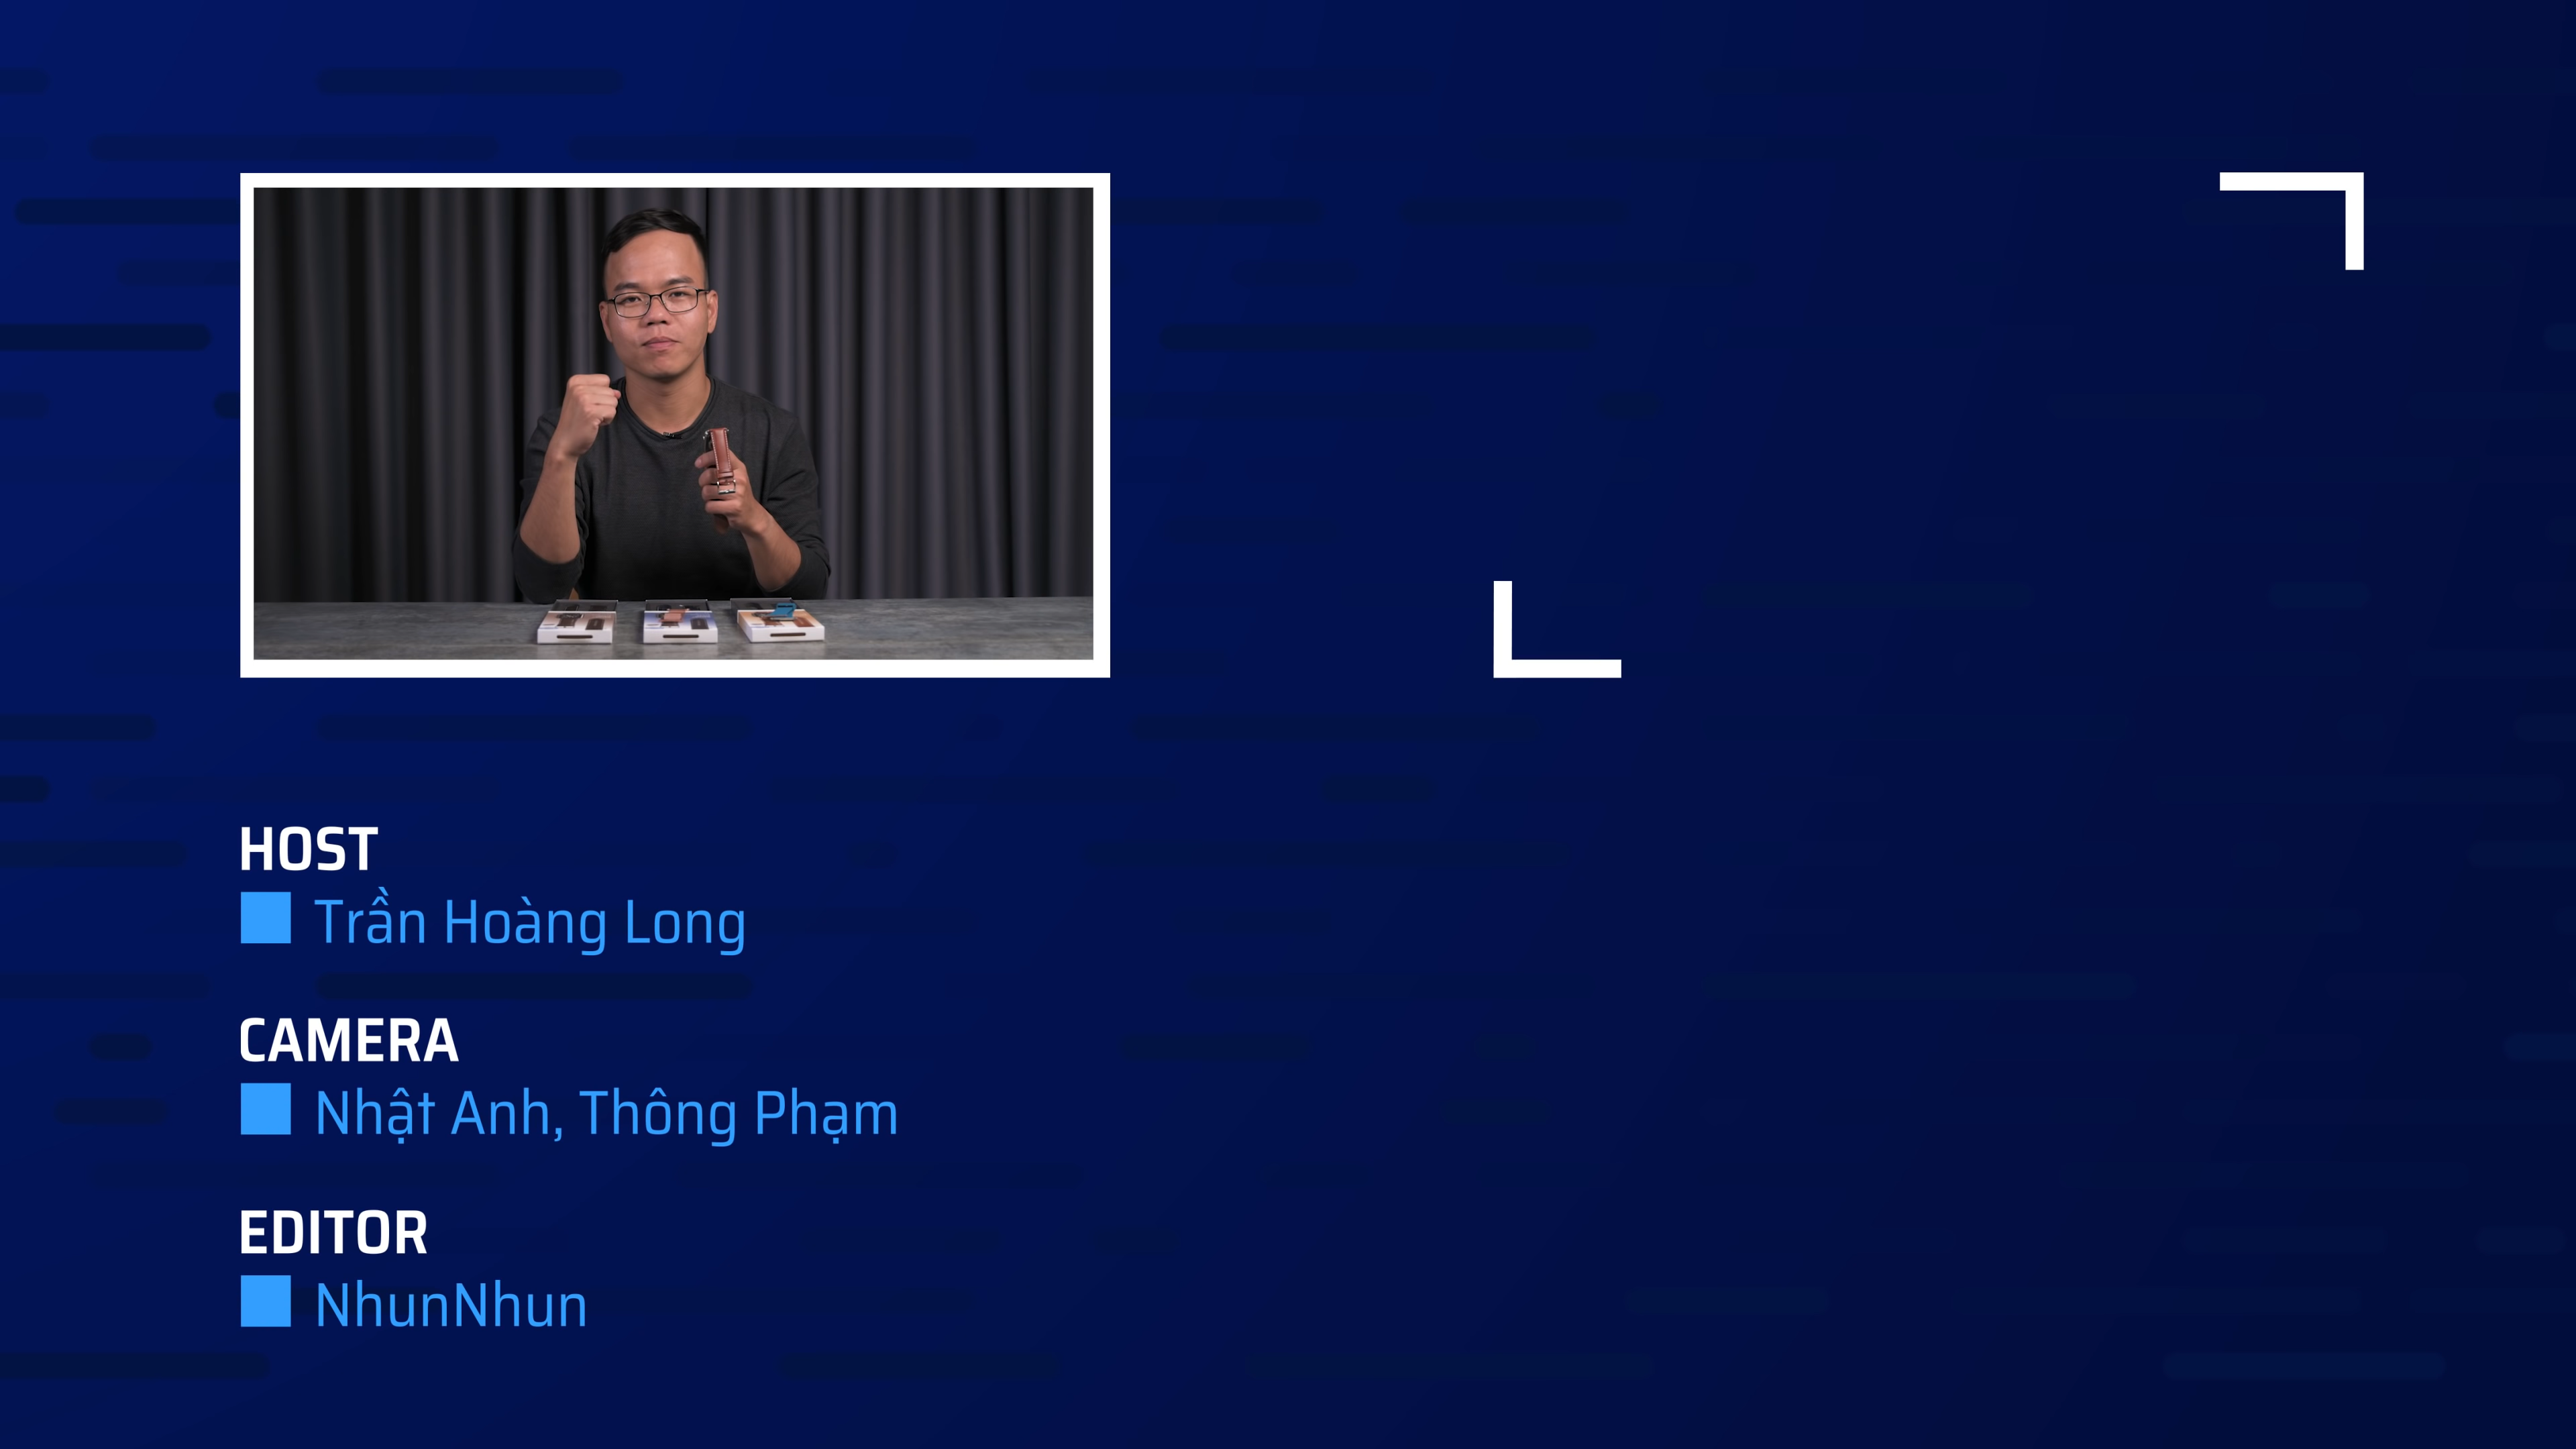 HOST
Trần Hoàng Long
CAMERA
Nhật Anh, Thông Phạm
EDITOR
NhunNhun